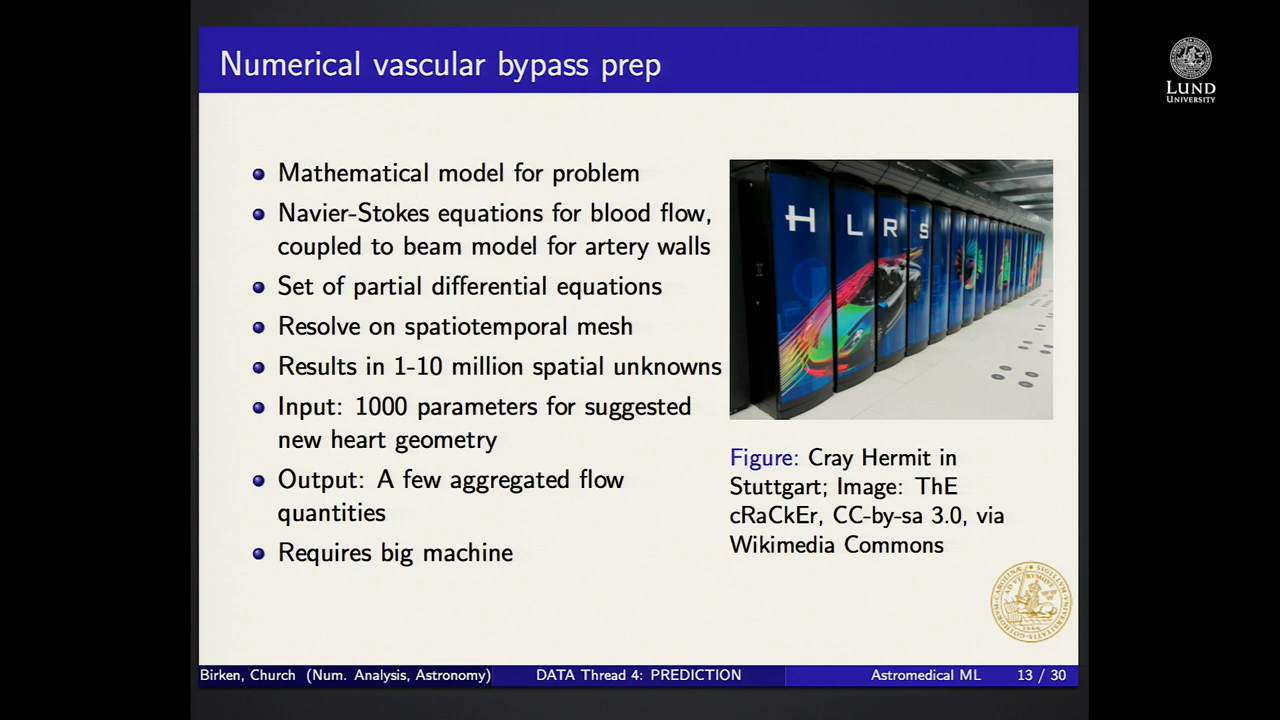 Numerical vascular bypass prep
LUND
UNIVERSITY
Mathematical model for problem
Navier-Stokes equations for blood flow,
coupled to beam model for artery walls
Set of partial differential equations
Resolve on spatiotemporal mesh
Results in 1-10 million spatial unknowns
Input: 1000 parameters for suggested
new heart geometry
Output: A few aggregated flow
quantities
Requires big machine
H L R S
Figure: Cray Hermit in
Stuttgart; Image: ThE
cRaCkEr, CC-by-sa 3.0, via
Wikimedia Commons
Birken, Church (Num. Analysis, Astronomy)
DATA Thread 4: PREDICTION
Astromedical ML
13 / 30